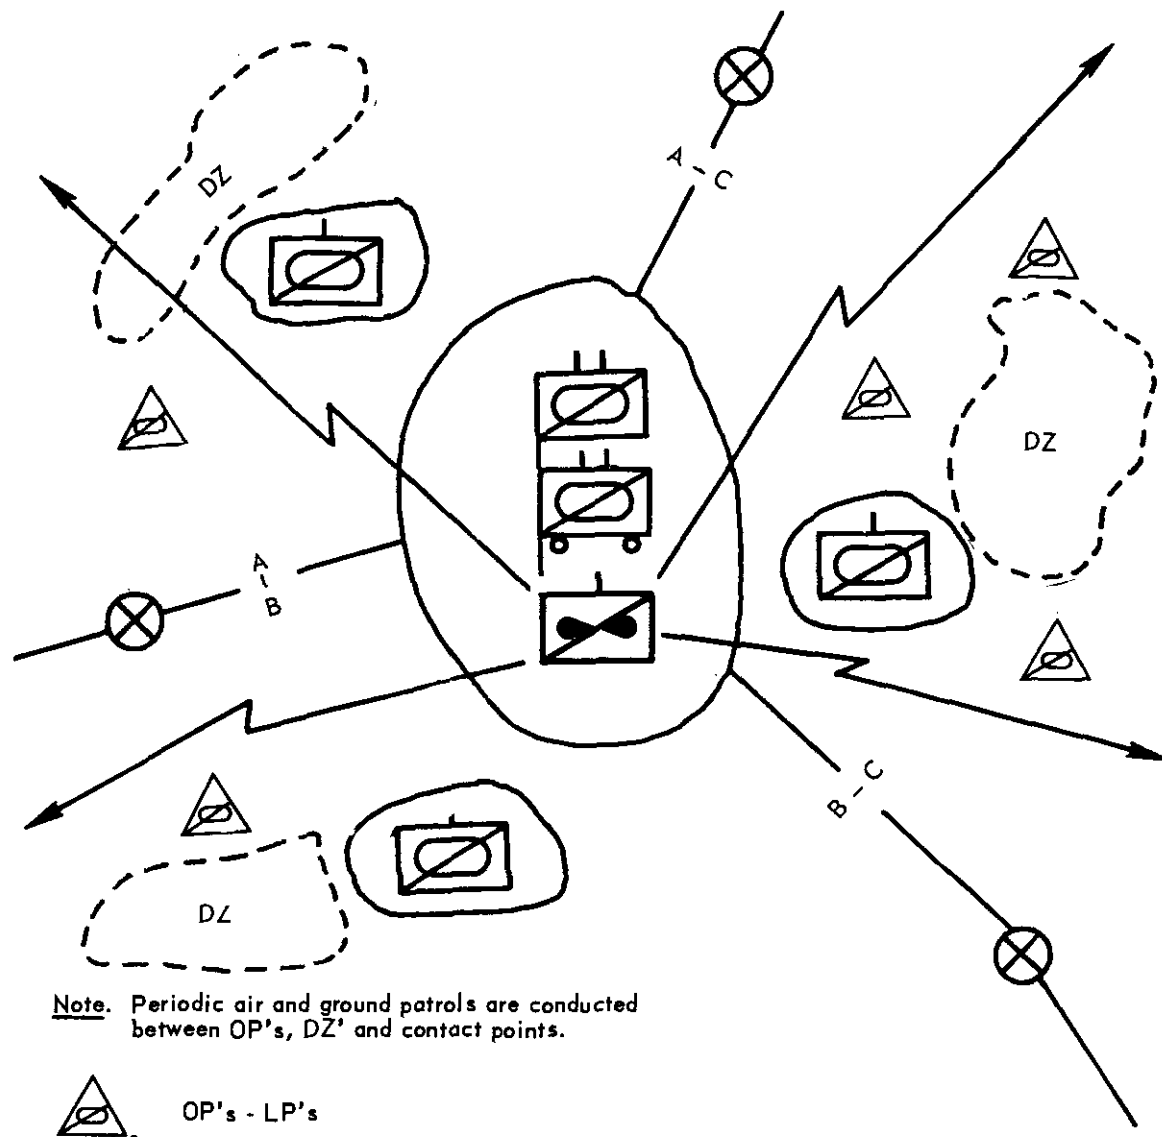 A - C
DZ
DZ
A - B
B - C
DZ
Note. Periodic air and ground patrols are conducted
between OP's, DZ' and contact points.
OP's - LP's